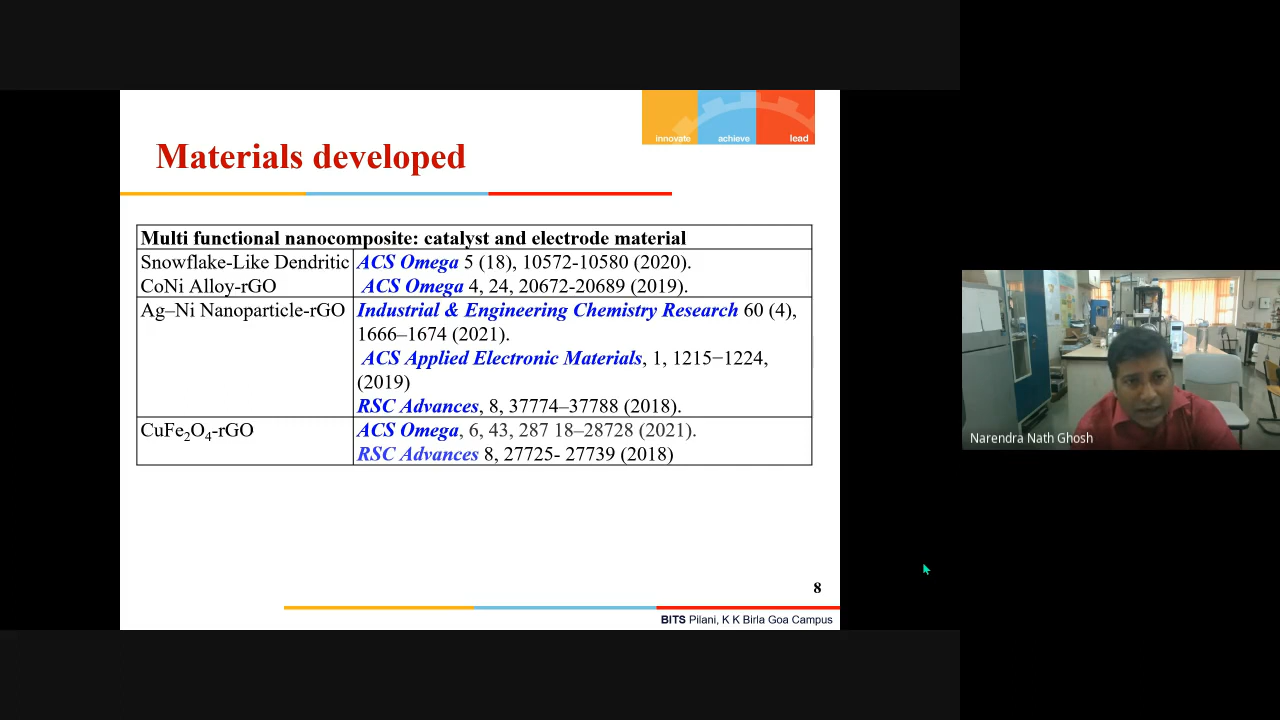 innovate achieve lead
Materials developed
Multi functional nanocomposite: catalyst and electrode material
Snowflake-Like Dendritic ACS Omega 5 (18), 10572-10580 (2020).
CoNi Alloy-rGO ACS Omega 4, 24, 20672-20689 (2019).
Ag–Ni Nanoparticle-rGO Industrial & Engineering Chemistry Research 60 (4),
1666–1674 (2021).
ACS Applied Electronic Materials, 1, 1215−1224,
(2019)
RSC Advances, 8, 37774–37788 (2018).
CuFe2O4-rGO ACS Omega, 6, 43, 287 18–28728 (2021).
RSC Advances 8, 27725- 27739 (2018)
Narendra Nath Ghosh
8
BITS Pilani, K K Birla Goa Campus